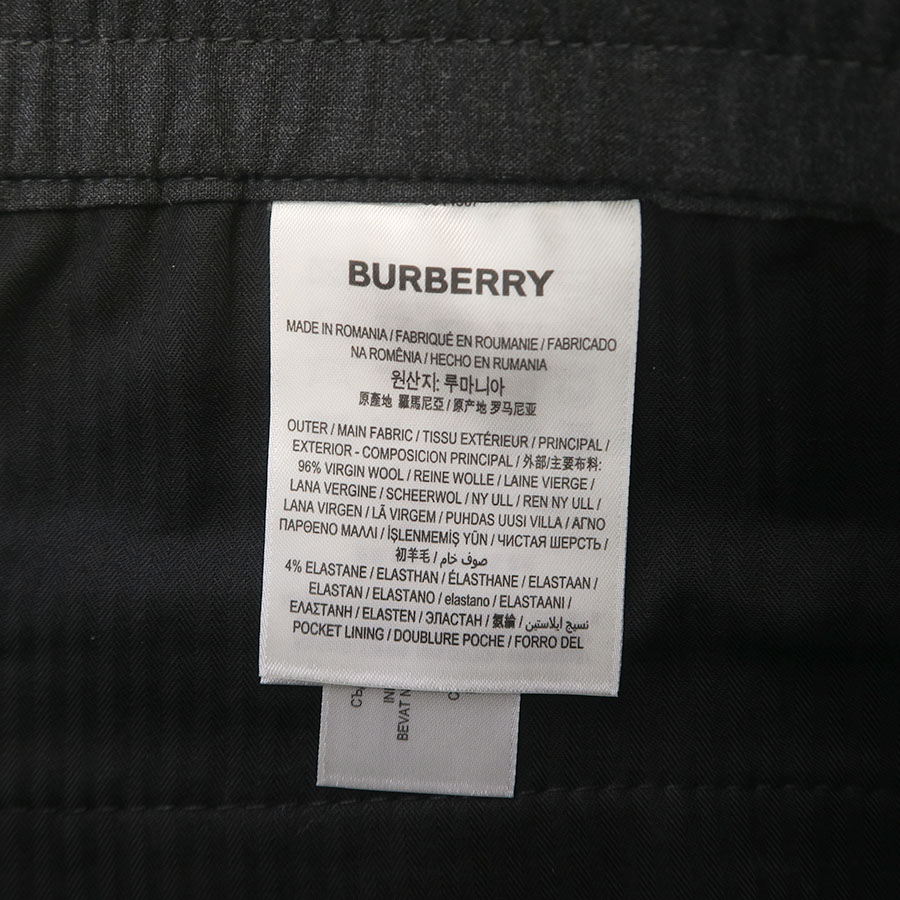 BURBERRY
MADE IN ROMANIA / FABRIQUÉ EN ROUMANIE / FABRICADO
NA ROMÊNIA / HECHO EN RUMANIA
원산지: 루마니아
原產地 羅馬尼亞 / 原产地 罗马尼亚
OUTER / MAIN FABRIC / TISSU EXTÉRIEUR / PRINCIPAL /
EXTERIOR - COMPOSICION PRINCIPAL / 外部/主要布料:
96% VIRGIN WOOL / REINE WOLLE / LAINE VIERGE /
LANA VERGINE / SCHEERWOL / NY ULL / REN NY ULL /
LANA VIRGEN / LÃ VIRGEM / PUHDAS UUSI VILLA / ΑΓΝΟ
ΠΑΡΘΕΝΟ ΜΑΛΛΙ / İŞLENMEMİŞ YÜN / ЧИСТАЯ ШЕРСТЬ /
初羊毛 / صوف خام /
4% ELASTANE / ELASTHAN / ÉLASTHANE / ELASTAAN /
ELASTAN / ELASTANO / elastano / ELASTAANI /
ΕΛΑΣΤΑΝΗ / ELASTEN / ЭЛАСТАН / 氨綸 / نسيج ايلاستين /
POCKET LINING / DOUBLURE POCHE / FORRO DEL
BEVAT